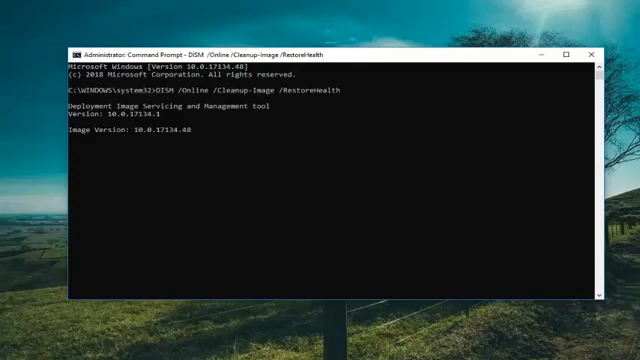 Administrator: Command Prompt - DISM /Online /Cleanup-Image /RestoreHealth
Microsoft Windows [Version 10.0.17134.48]
(c) 2018 Microsoft Corporation. All rights reserved.
C:\WINDOWS\system32>DISM /Online /Cleanup-Image /RestoreHealth
Deployment Image Servicing and Management tool
Version: 10.0.17134.1
Image Version: 10.0.17134.48